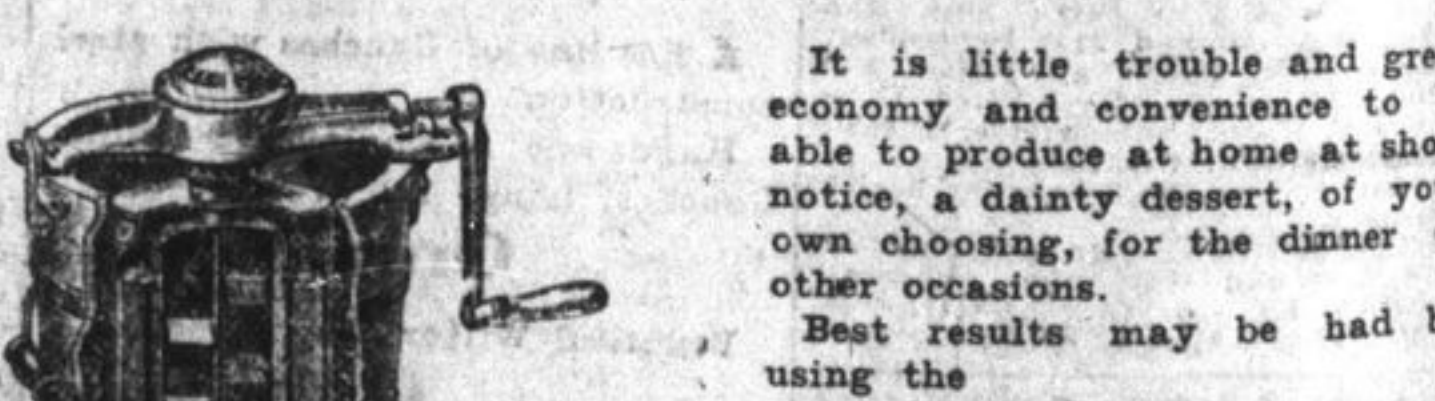 It is little trouble and gre
economy and convenience to
able to produce at home at sho
notice, a dainty dessert, of yo
own choosing, for the dinner
other occasions.
Best results may be had b
using the